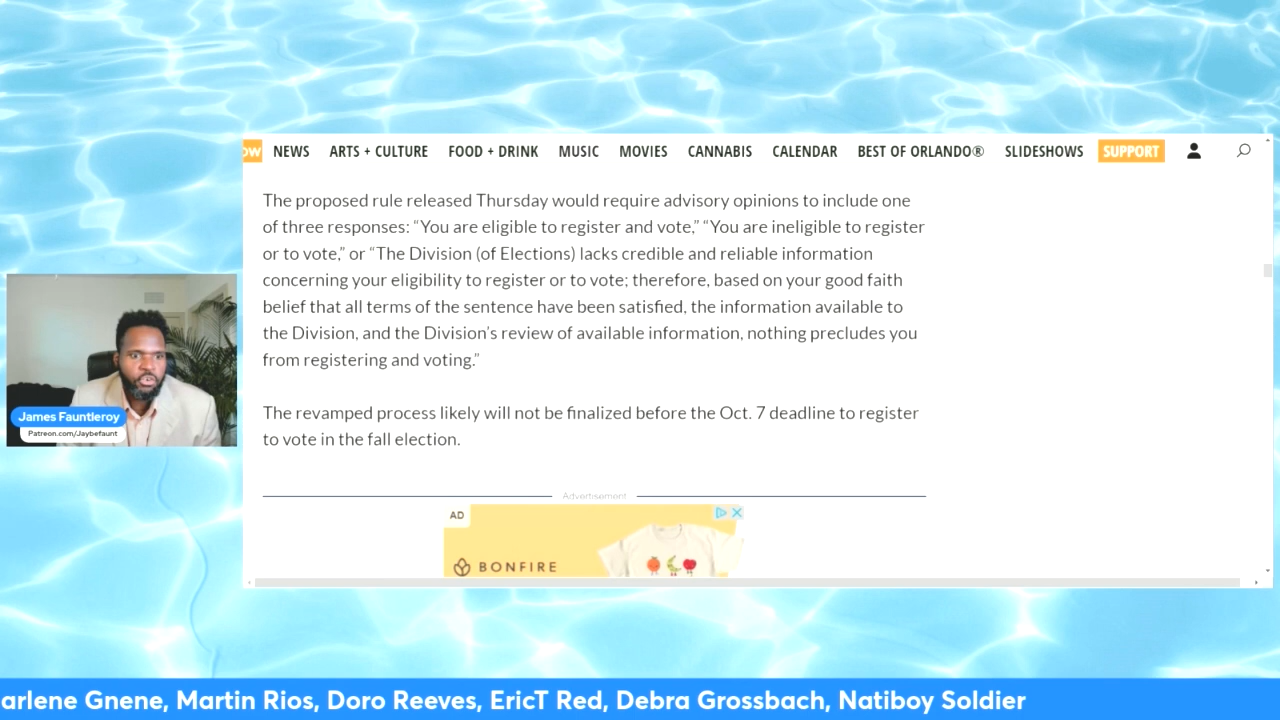 OW NEWS ARTS + CULTURE FOOD + DRINK MUSIC MOVIES CANNABIS CALENDAR BEST OF ORLANDO® SLIDESHOWS SUPPORT
The proposed rule released Thursday would require advisory opinions to include one
of three responses: “You are eligible to register and vote,” “You are ineligible to register
or to vote,” or “The Division (of Elections) lacks credible and reliable information
concerning your eligibility to register or to vote; therefore, based on your good faith
belief that all terms of the sentence have been satisfied, the information available to
the Division, and the Division’s review of available information, nothing precludes you
from registering and voting.”
The revamped process likely will not be finalized before the Oct. 7 deadline to register
to vote in the fall election.
Advertisement
AD
BONFIRE
James Fauntleroy
Patreon.com/Jaybefaunt
arlene Gnene, Martin Rios, Doro Reeves, EricT Red, Debra Grossbach, Natiboy Soldier